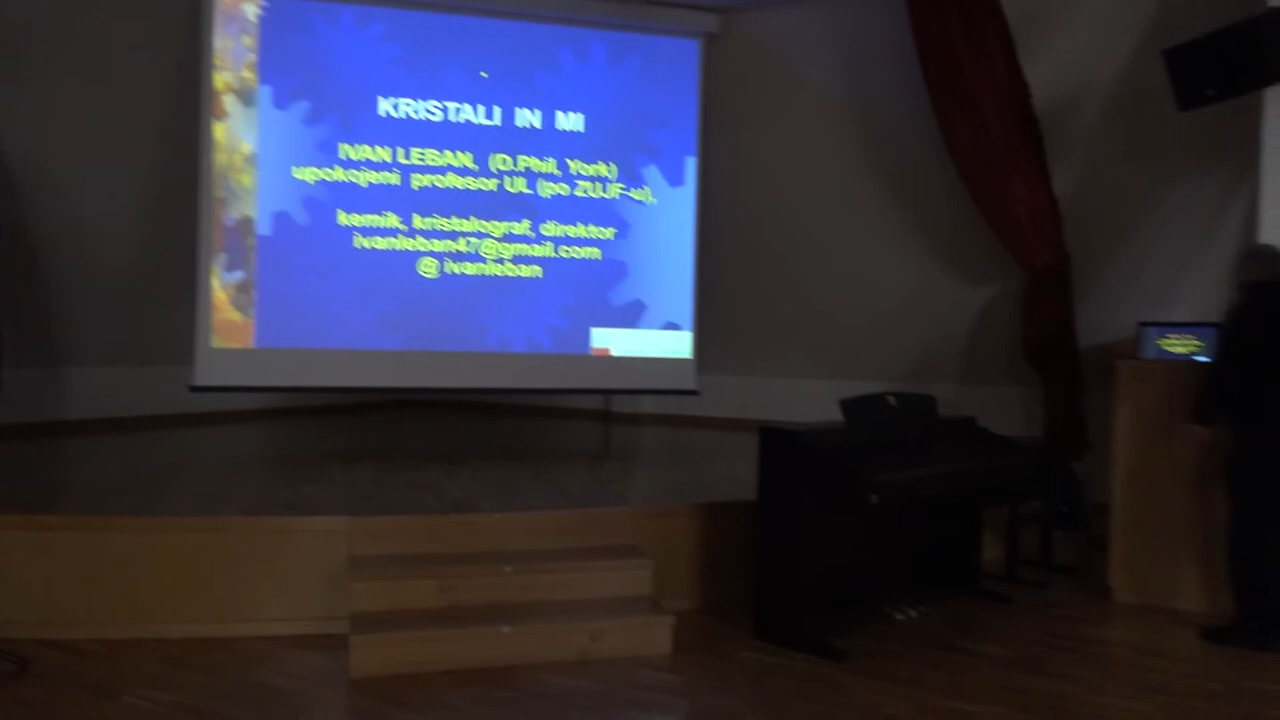 KRISTALI IN MI
IVAN LEBAN, (D.Phil, York)
upokojeni profesor UL (po ZUJF-u),
kemik, kristalograf, direktor
ivanleban47@gmail.com
@ ivanleban